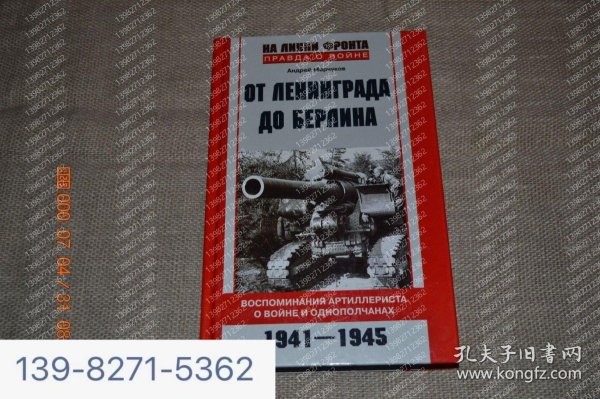 НА ЛИНИИ ФРОНТА
ПРАВДА О ВОЙНЕ
Андрей Марчуков
ОТ ЛЕНИНГРАДА
ДО БЕРЛИНА
ВОСПОМИНАНИЯ АРТИЛЛЕРИСТА
О ВОЙНЕ И ОДНОПОЛЧАНАХ
1941—1945
139-8271-5362
孔夫子旧书网
www.kongfz.com
13982712362